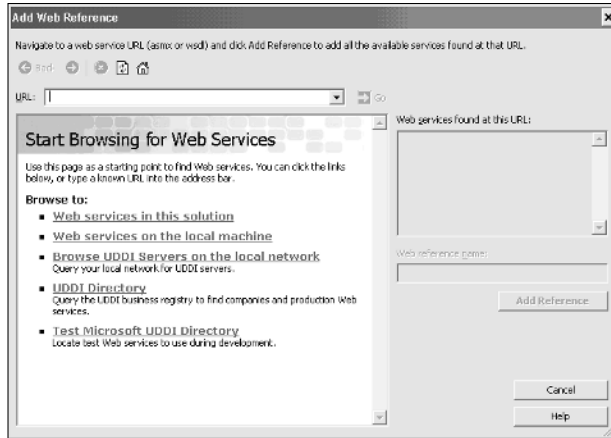 Add Web Reference
Navigate to a web service URL (asmx or wsdl) and click Add Reference to add all the available services found at that URL.
Back
URL:
Go
Start Browsing for Web Services
Use this page as a starting point to find Web services. You can click the links
below, or type a known URL into the address bar.
Browse to:
Web services in this solution
Web services on the local machine
Browse UDDI Servers on the local network
Query your local network for UDDI servers.
UDDI Directory
Query the UDDI business registry to find companies and production Web
services.
Test Microsoft UDDI Directory
Locate test Web services to use during development.
Web services found at this URL:
Web reference name:
Add Reference
Cancel
Help